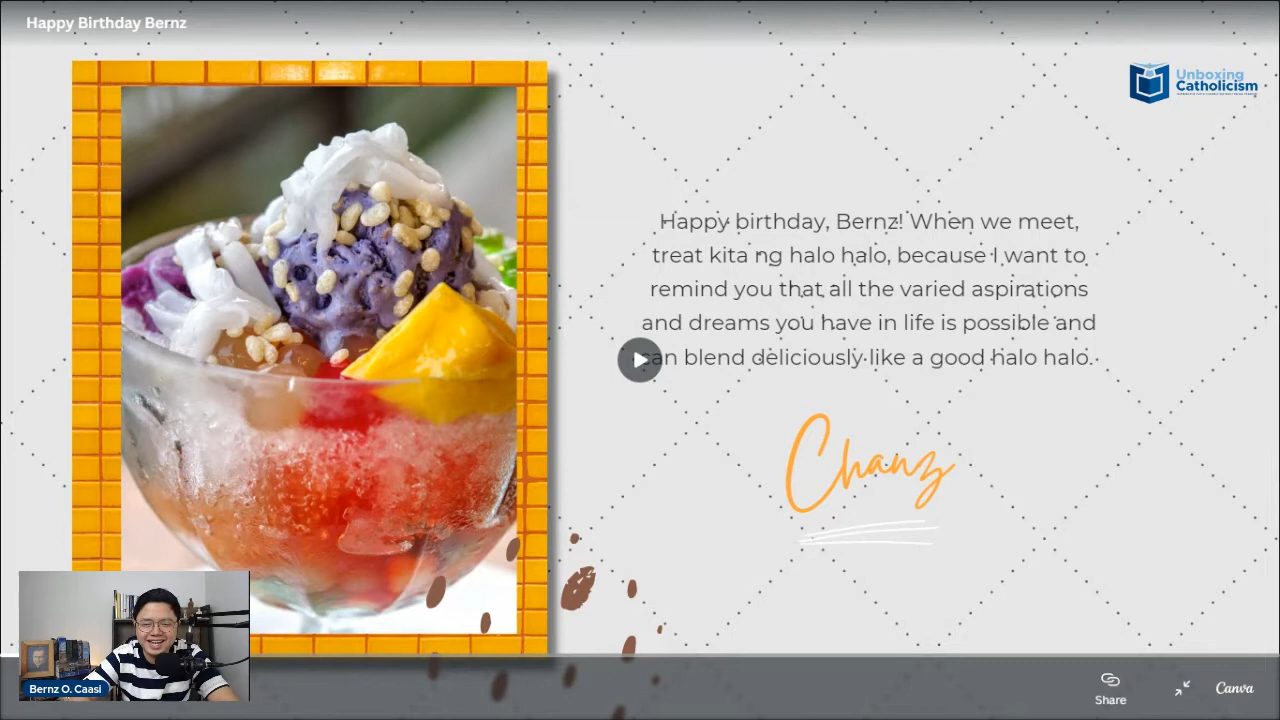 Happy Birthday Bernz
Unboxing
Catholicism
Happy birthday, Bernz! When we meet,
treat kita ng halo halo, because I want to
remind you that all the varied aspirations
and dreams you have in life is possible and
can blend deliciously like a good halo halo.
Chanz
Bernz O. Caasi
Share
Canva